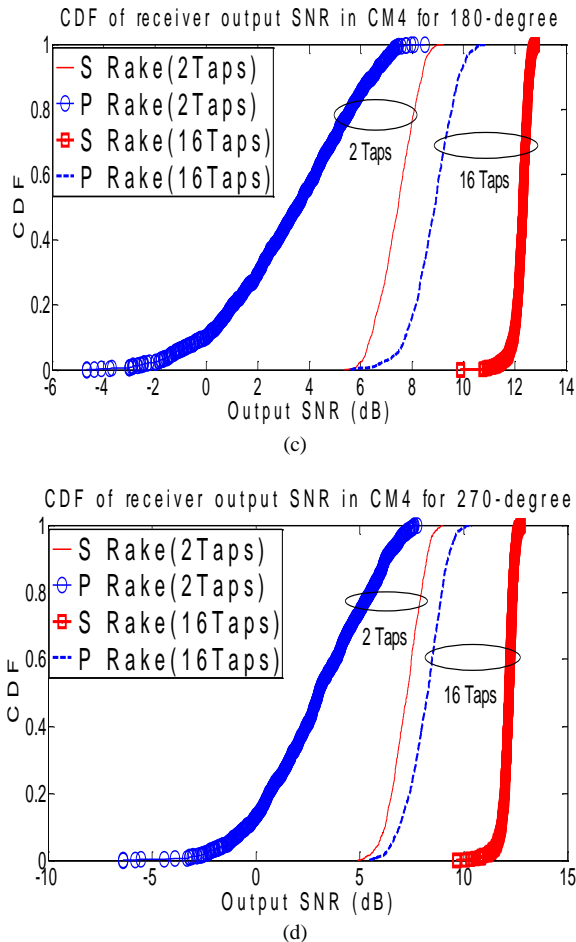 CDF of receiver output SNR in CM4 for 180-degree
S Rake(2Taps)
P Rake(2Taps)
S Rake(16Taps)
P Rake(16Taps)
2 Taps
16 Taps
CDF
1
0.8
0.6
0.4
0.2
0
-6 -4 -2 0 2 4 6 8 10 12 14
Output SNR (dB)
(c)
CDF of receiver output SNR in CM4 for 270-degree
S Rake(2Taps)
P Rake(2Taps)
S Rake(16Taps)
P Rake(16Taps)
2 Taps
16 Taps
CDF
1
0.8
0.6
0.4
0.2
0
-10 -5 0 5 10 15
Output SNR (dB)
(d)